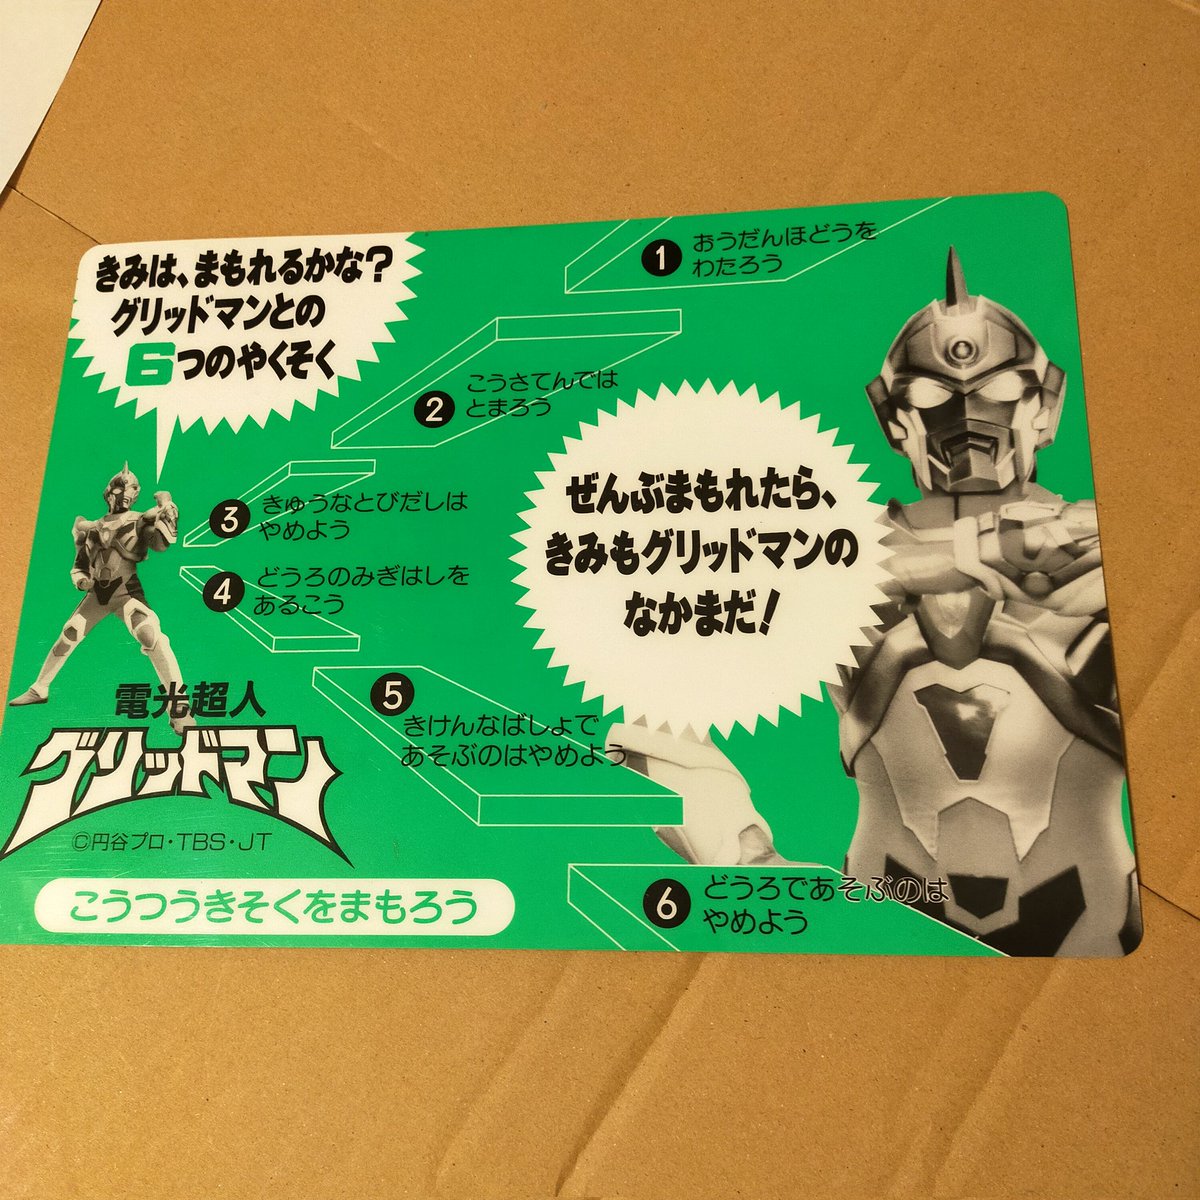 きみは、まもれるかな?
グリッドマンとの
6つのやくそく
1 おうだんほどうを
わたろう
2 こうさてんでは
とまろう
3 きゅうなとびだしは
やめよう
4 どうろのみぎはしを
あるこう
5 きけんなばしょで
あそぶのはやめよう
6 どうろであそぶのは
やめよう
ぜんぶまもれたら、
きみもグリッドマンの
なかまだ!
電光超人
グリッドマン
©円谷プロ・TBS・JT
こうつうきそくをまもろう